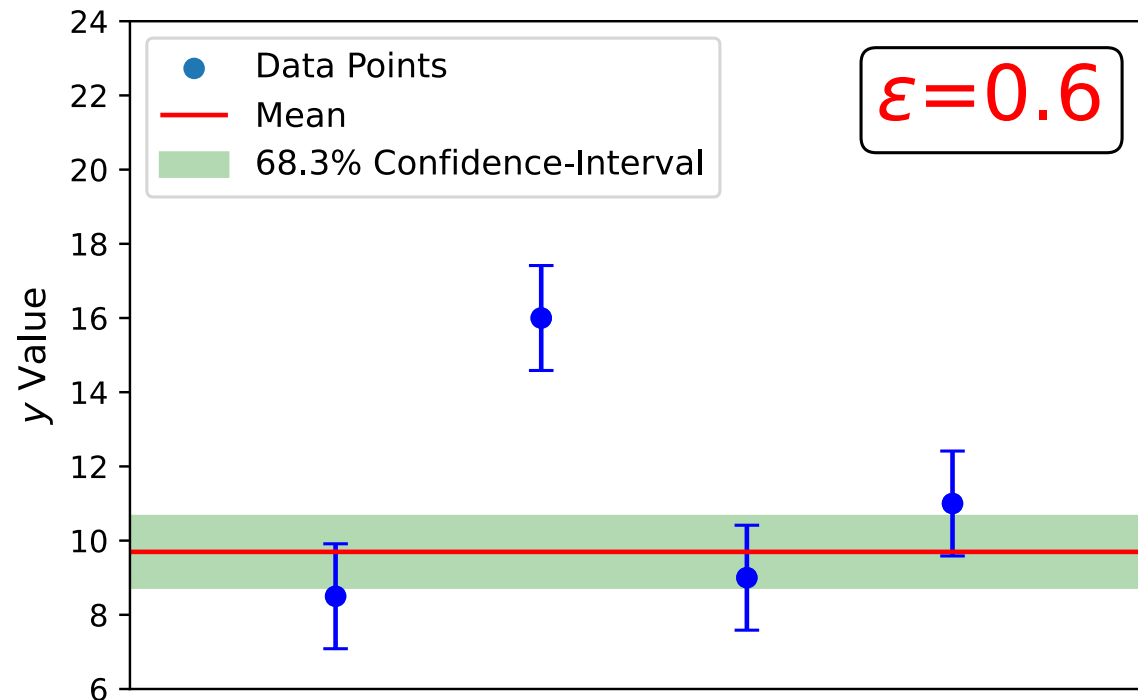 24
22
20
18
16
14
12
10
8
6
y Value
Data Points
Mean
68.3% Confidence-Interval
ε=0.6